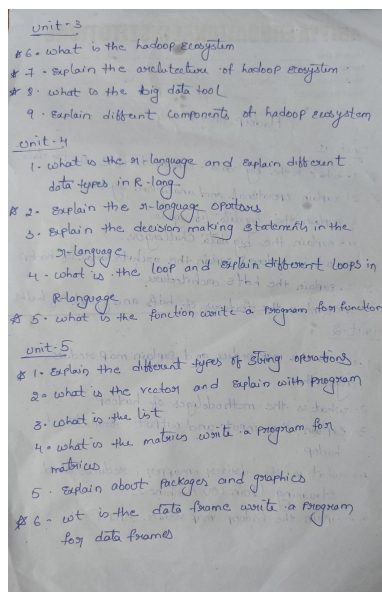 unit-3
* 6. what is the hadoop ecosystem
* 7. explain the architecture of hadoop ecosystem.
* 8. what is the big data tool
9. explain diffrent components of hadoop ecosystem
unit-4
1. what is the r-language and explain different
data types in R-lang.
* 2. explain the r-language opertors
3. explain the decision making statements in the
r-language
4. what is the loop and explain different loops in
R-language
* 5. what is the function write a program for function
unit-5
* 1. explain the different types of string operations
2. what is the vector and explain with program
3. what is the list
4. what is the matrics write a program for
matrices
5. explain about packages and graphics
* 6. wt is the data frame write a program
for data frames